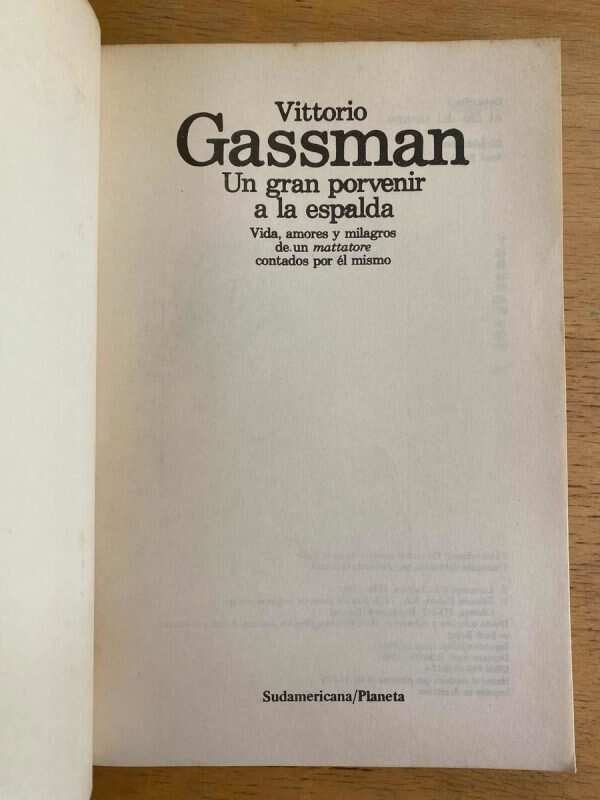 Vittorio
Gassman
Un gran porvenir
a la espalda
Vida, amores y milagros
de un mattatore
contados por él mismo
Sudamericana/Planeta